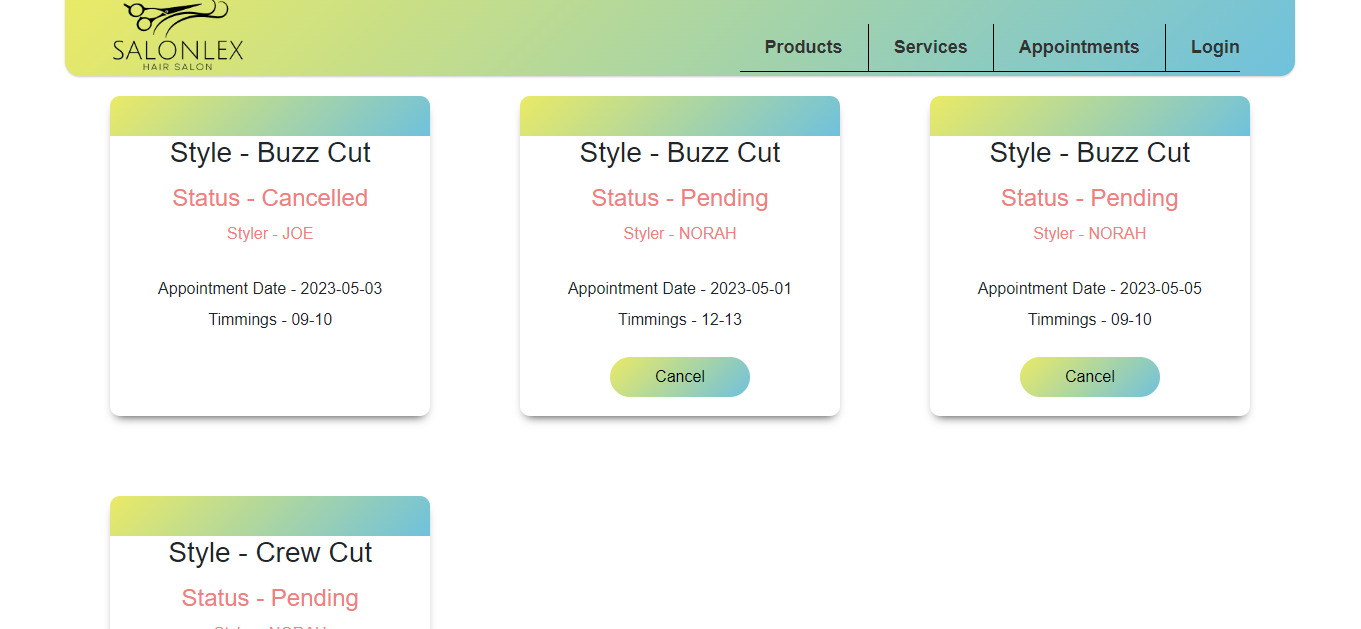 SALONLEX
HAIR SALON
Products Services Appointments Login
Style - Buzz Cut
Status - Cancelled
Styler - JOE
Appointment Date - 2023-05-03
Timmings - 09-10
Style - Buzz Cut
Status - Pending
Styler - NORAH
Appointment Date - 2023-05-01
Timmings - 12-13
Cancel
Style - Buzz Cut
Status - Pending
Styler - NORAH
Appointment Date - 2023-05-05
Timmings - 09-10
Cancel
Style - Crew Cut
Status - Pending
Styler - NORAH